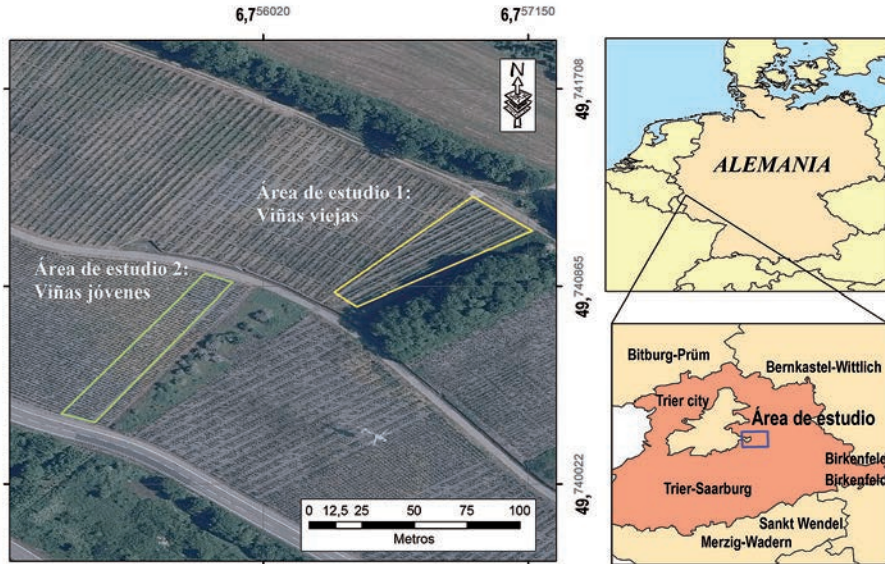 6,756020
6,757150
N
49,741708
49,740865
49,740022
Área de estudio 1:
Viñas viejas
Área de estudio 2:
Viñas jóvenes
0 12,5 25 50 75 100
Metros
ALEMANIA
Bitburg-Prüm
Bernkastel-Wittlich
Trier city
Área de estudio
Birkenfeld
Birkenfeld
Trier-Saarburg
Sankt Wendel
Merzig-Wadern